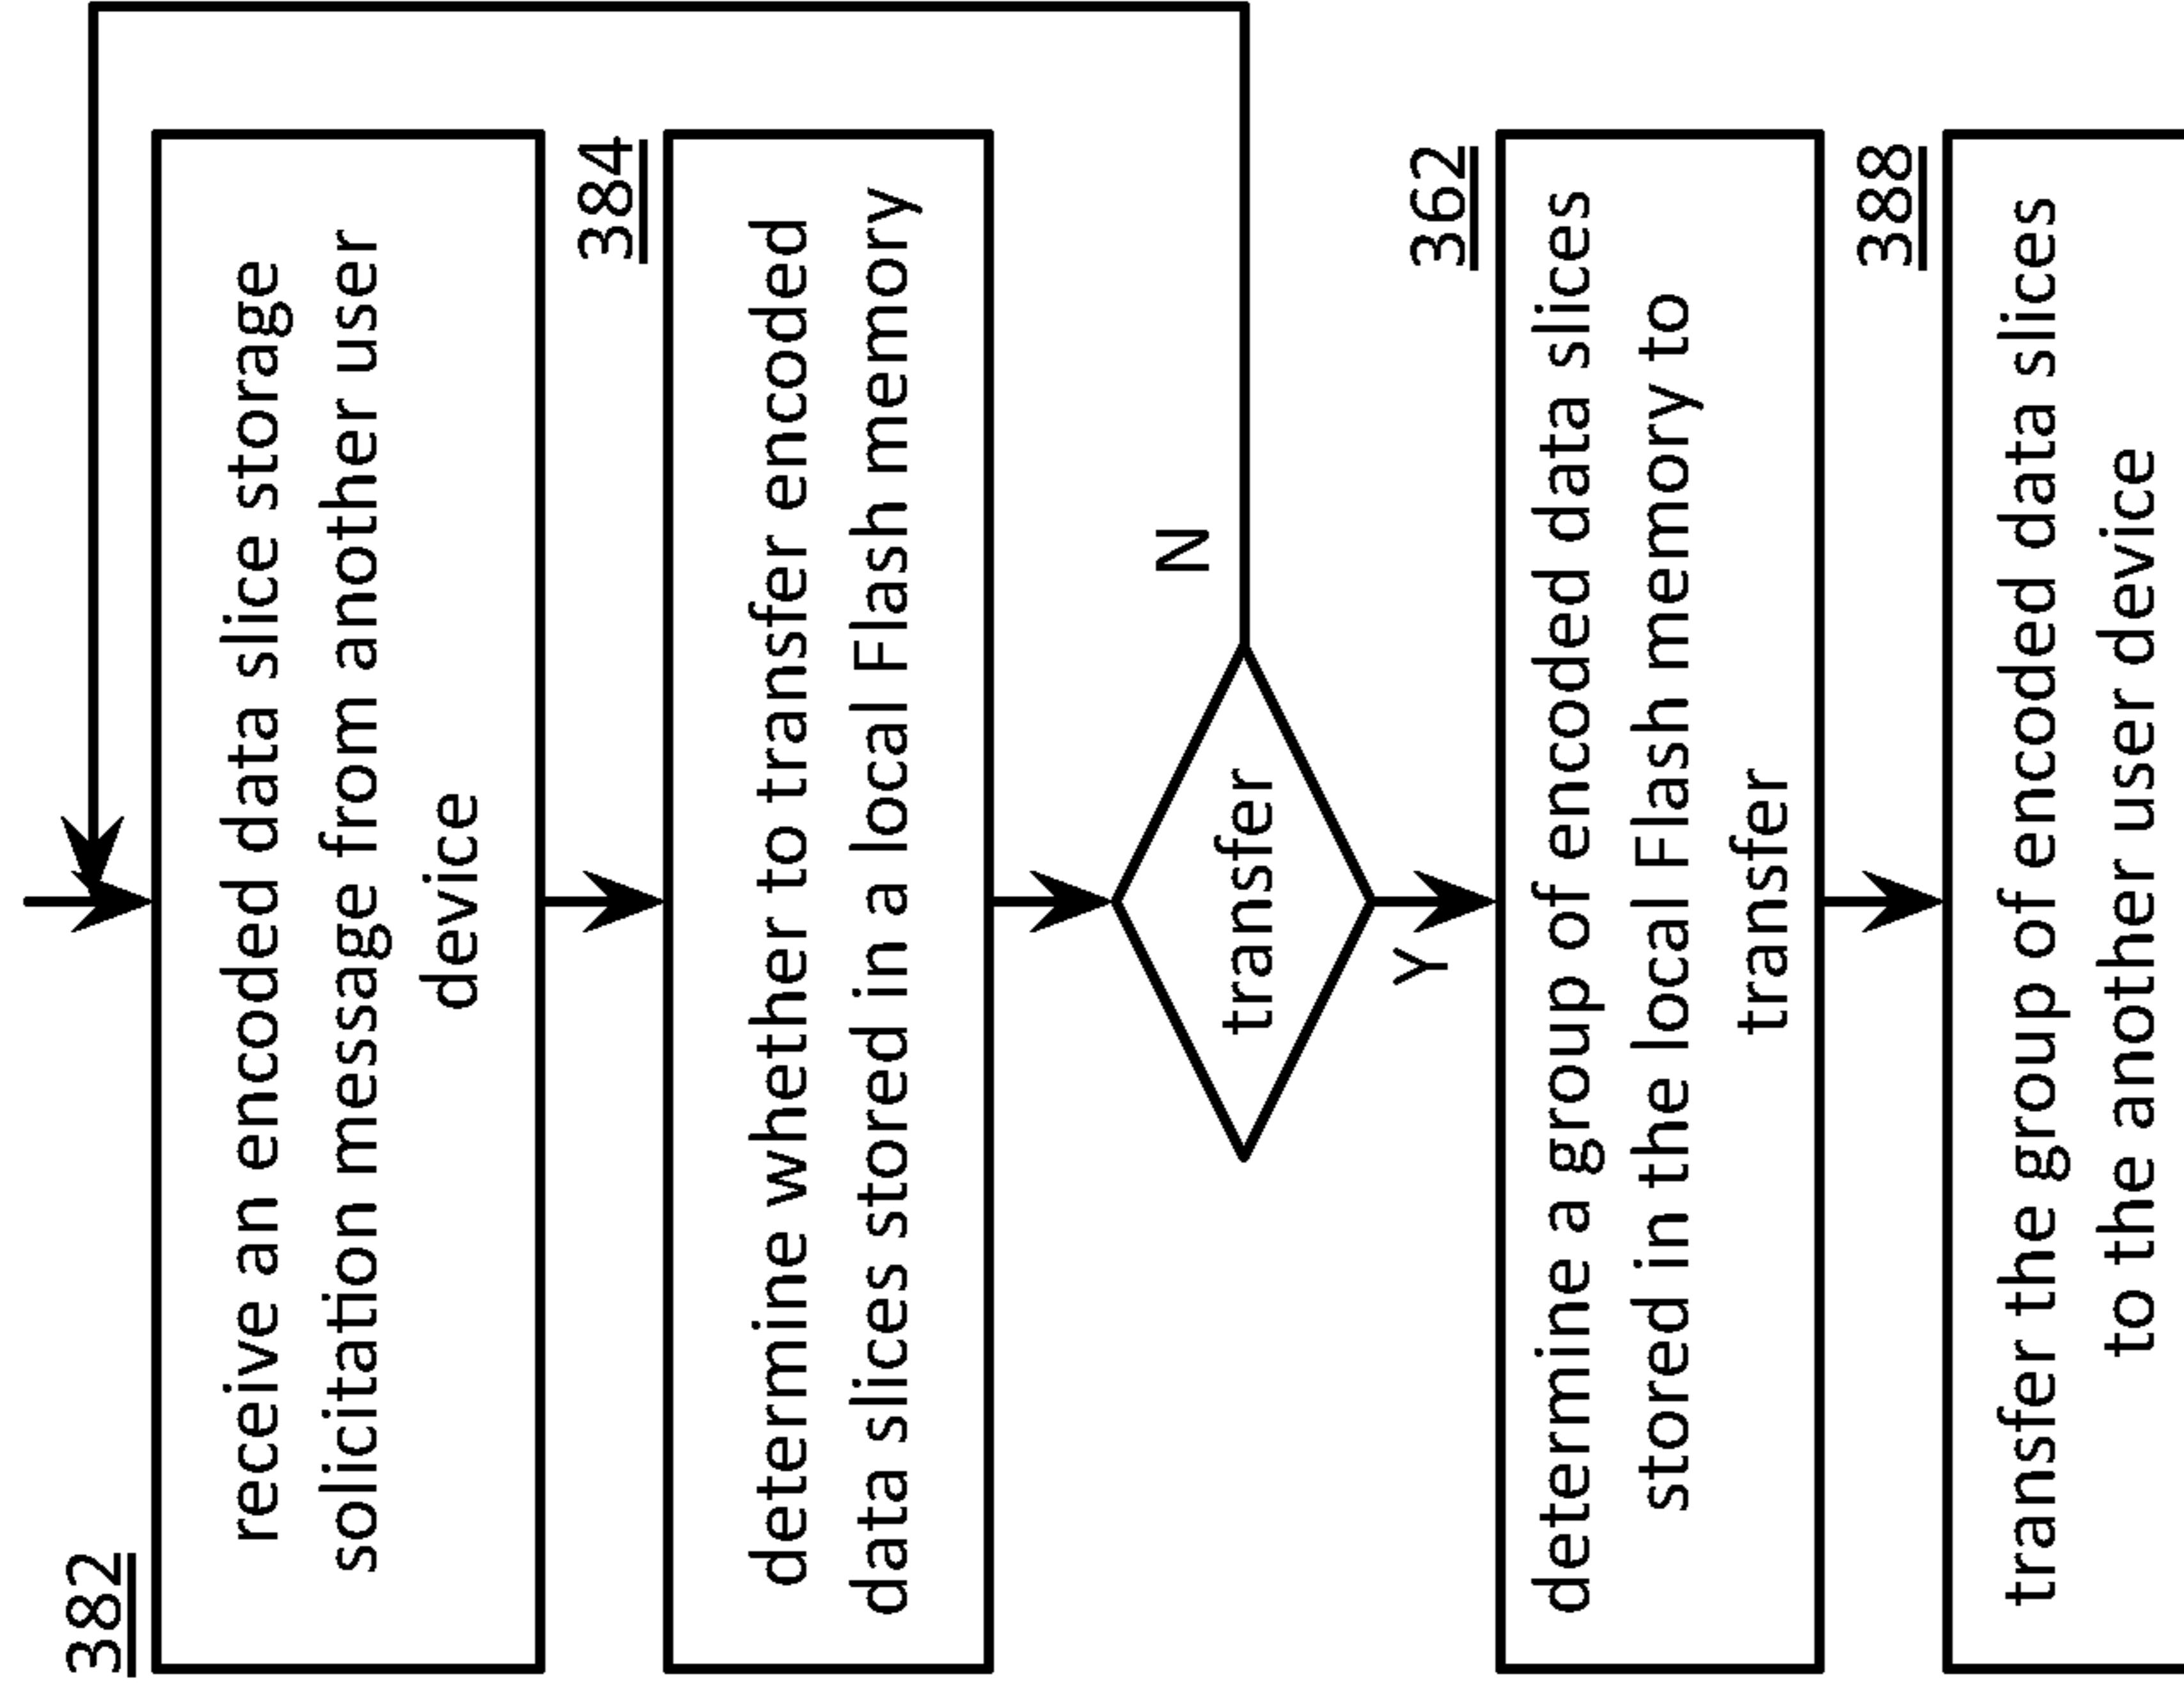 382
receive an encoded data slice storage
solicitation message from another user
device
384
determine whether to transfer encoded
data slices stored in a local Flash memory
transfer
N
Y
362
determine a group of encoded data slices
stored in the local Flash memory to
transfer
388
transfer the group of encoded data slices
to the another user device